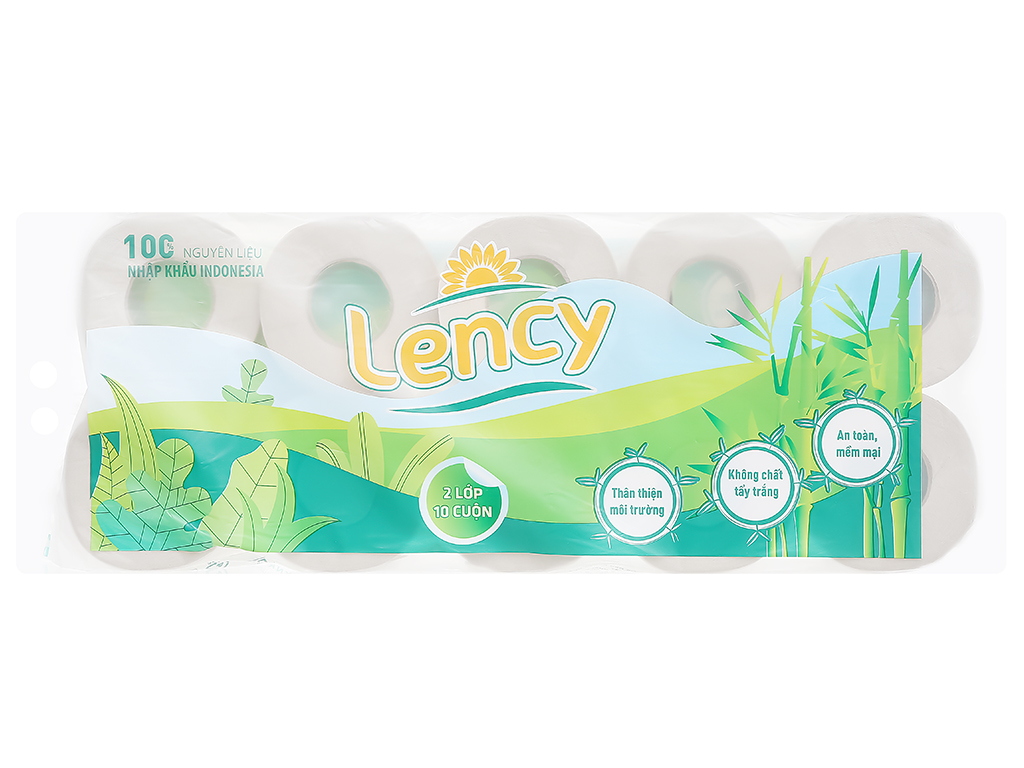 100% NGUYÊN LIỆU
NHẬP KHẨU INDONESIA
Lency
2 LỚP
10 CUỘN
Thân thiện
môi trường
Không chất
tẩy trắng
An toàn,
mềm mại